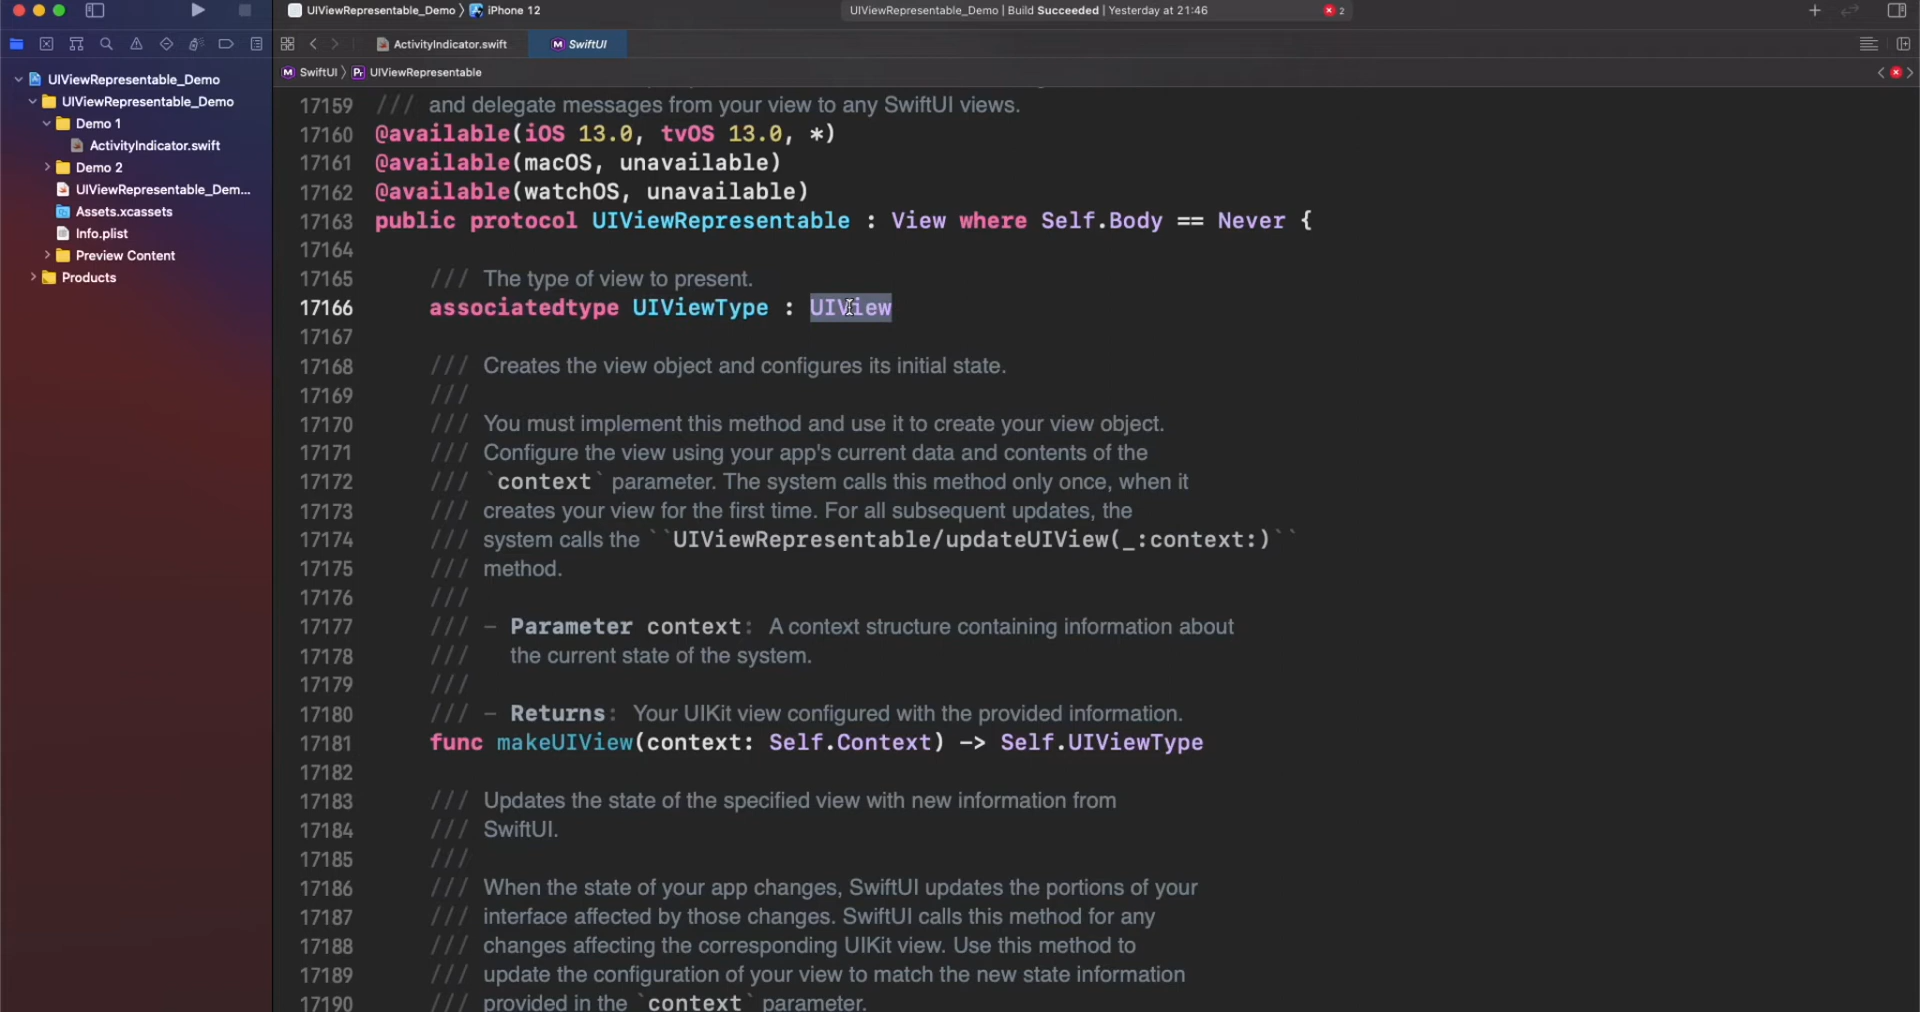 UIViewRepresentable_Demo 〉 iPhone 12
UIViewRepresentable_Demo | Build Succeeded | Yesterday at 21:46
2
ActivityIndicator.swift
M SwiftUI
M SwiftUI 〉 Pr UIViewRepresentable
UIViewRepresentable_Demo
UIViewRepresentable_Demo
Demo 1
ActivityIndicator.swift
Demo 2
UIViewRepresentable_Dem...
Assets.xcassets
Info.plist
Preview Content
Products
17159 /// and delegate messages from your view to any SwiftUI views.
17160 @available(iOS 13.0, tvOS 13.0, *)
17161 @available(macOS, unavailable)
17162 @available(watchOS, unavailable)
17163 public protocol UIViewRepresentable : View where Self.Body == Never {
17164
17165 /// The type of view to present.
17166 associatedtype UIViewType : UIView
17167
17168 /// Creates the view object and configures its initial state.
17169 ///
17170 /// You must implement this method and use it to create your view object.
17171 /// Configure the view using your app's current data and contents of the
17172 /// `context` parameter. The system calls this method only once, when it
17173 /// creates your view for the first time. For all subsequent updates, the
17174 /// system calls the ``UIViewRepresentable/updateUIView(_:context:)``
17175 /// method.
17176 ///
17177 /// - Parameter context: A context structure containing information about
17178 /// the current state of the system.
17179 ///
17180 /// - Returns: Your UIKit view configured with the provided information.
17181 func makeUIView(context: Self.Context) -> Self.UIViewType
17182
17183 /// Updates the state of the specified view with new information from
17184 /// SwiftUI.
17185 ///
17186 /// When the state of your app changes, SwiftUI updates the portions of your
17187 /// interface affected by those changes. SwiftUI calls this method for any
17188 /// changes affecting the corresponding UIKit view. Use this method to
17189 /// update the configuration of your view to match the new state information
17190 /// provided in the `context` parameter.